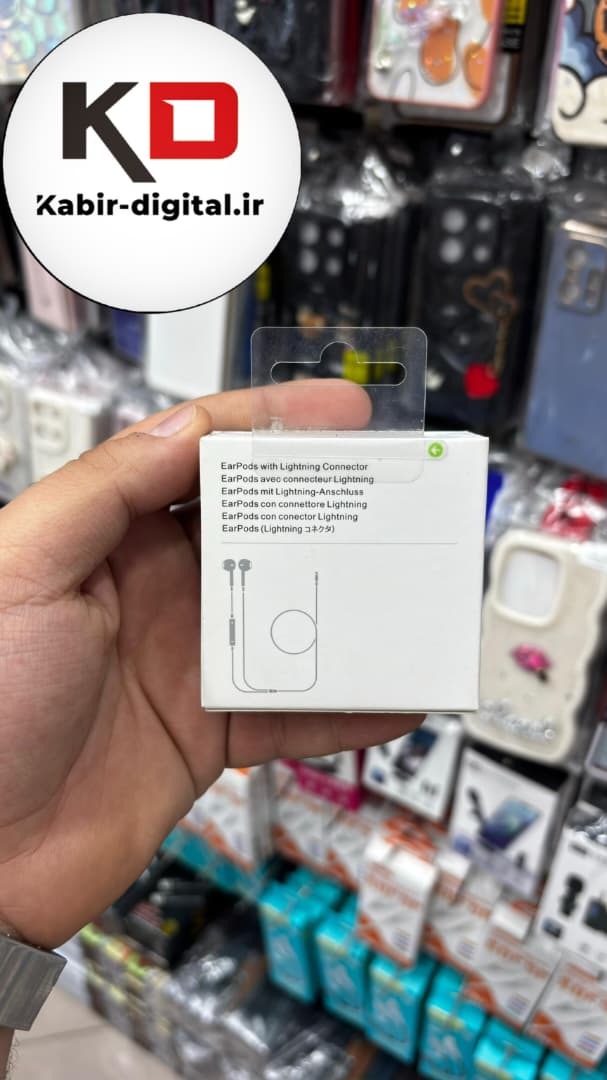 KD
Kabir-digital.ir
EarPods with Lightning Connector
EarPods avec connecteur Lightning
EarPods mit Lightning-Anschluss
EarPods con connettore Lightning
EarPods con conector Lightning
EarPods (Lightning コネクタ)